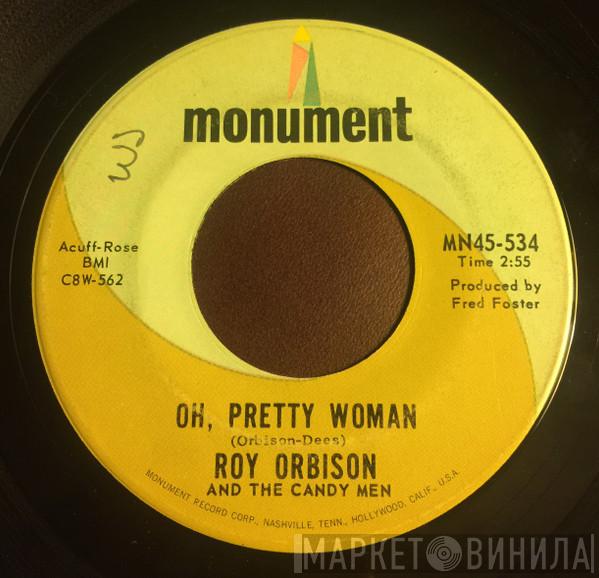 monument
WJ
Acuff-Rose
BMI
C8W-562
MN45-534
Time 2:55
Produced by
Fred Foster
OH, PRETTY WOMAN
(Orbison-Dees)
ROY ORBISON
AND THE CANDY MEN
MONUMENT RECORD CORP., NASHVILLE, TENN., HOLLYWOOD, CALIF., U.S.A.
МАРКЕТ ВИНИЛА